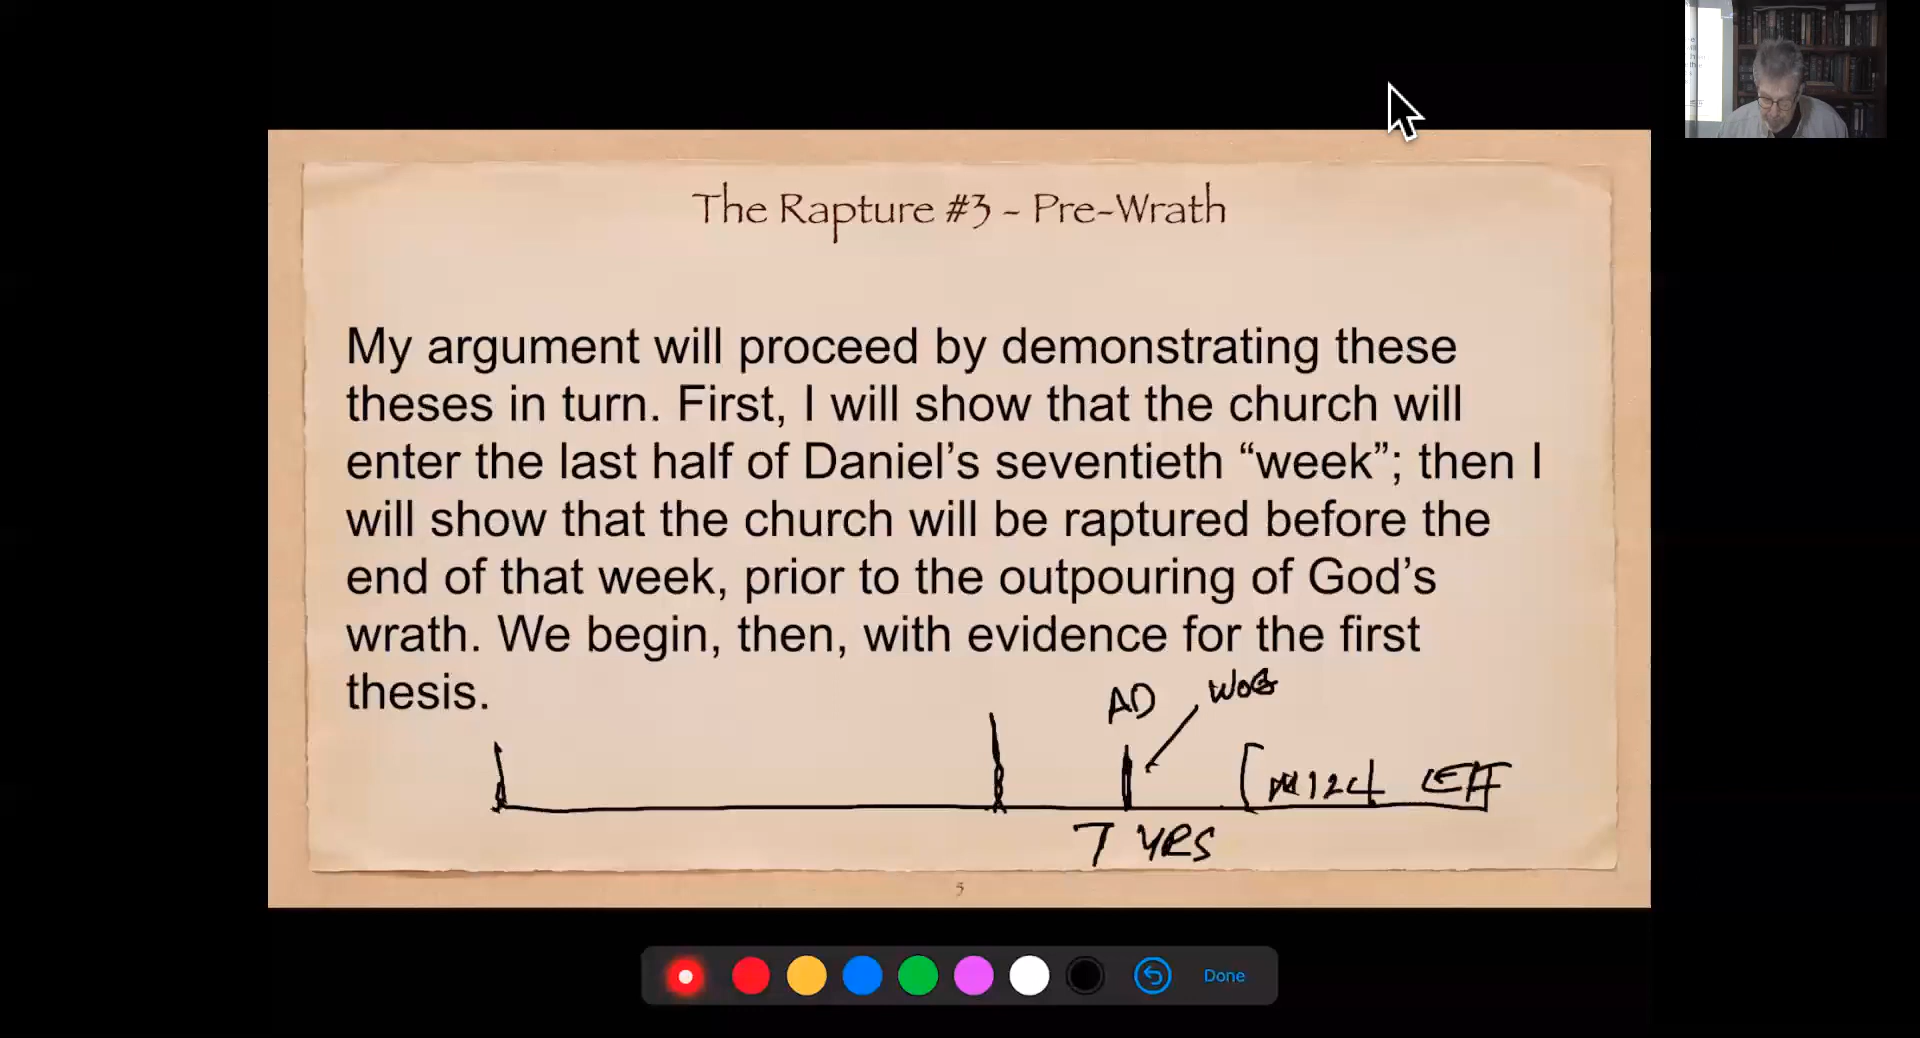 The Rapture #3 - Pre-Wrath
My argument will proceed by demonstrating these
theses in turn. First, I will show that the church will
enter the last half of Daniel’s seventieth “week”; then I
will show that the church will be raptured before the
end of that week, prior to the outpouring of God’s
wrath. We begin, then, with evidence for the first
thesis.
AD WOG
7 YRS
5
Done